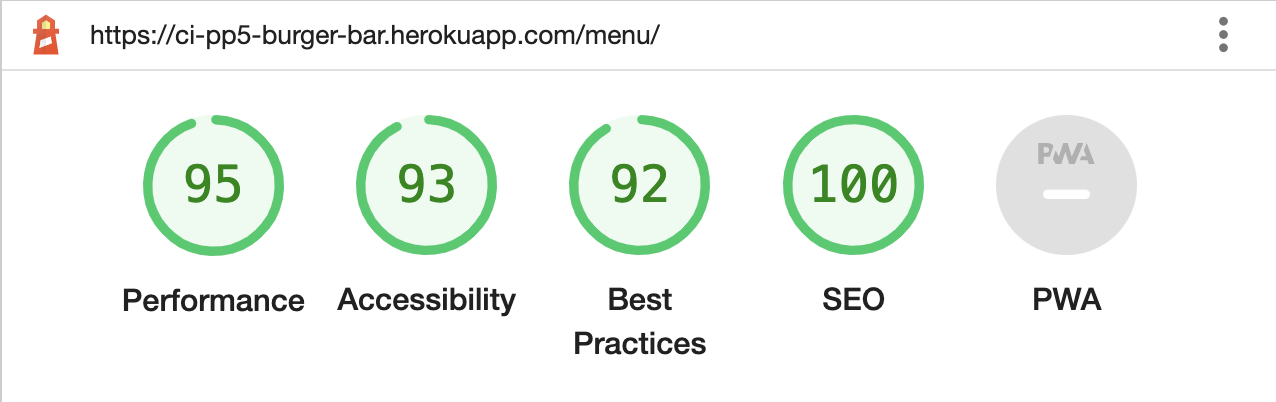 https://ci-pp5-burger-bar.herokuapp.com/menu/
95 93 92 100 PWA
Performance Accessibility Best Practices SEO PWA